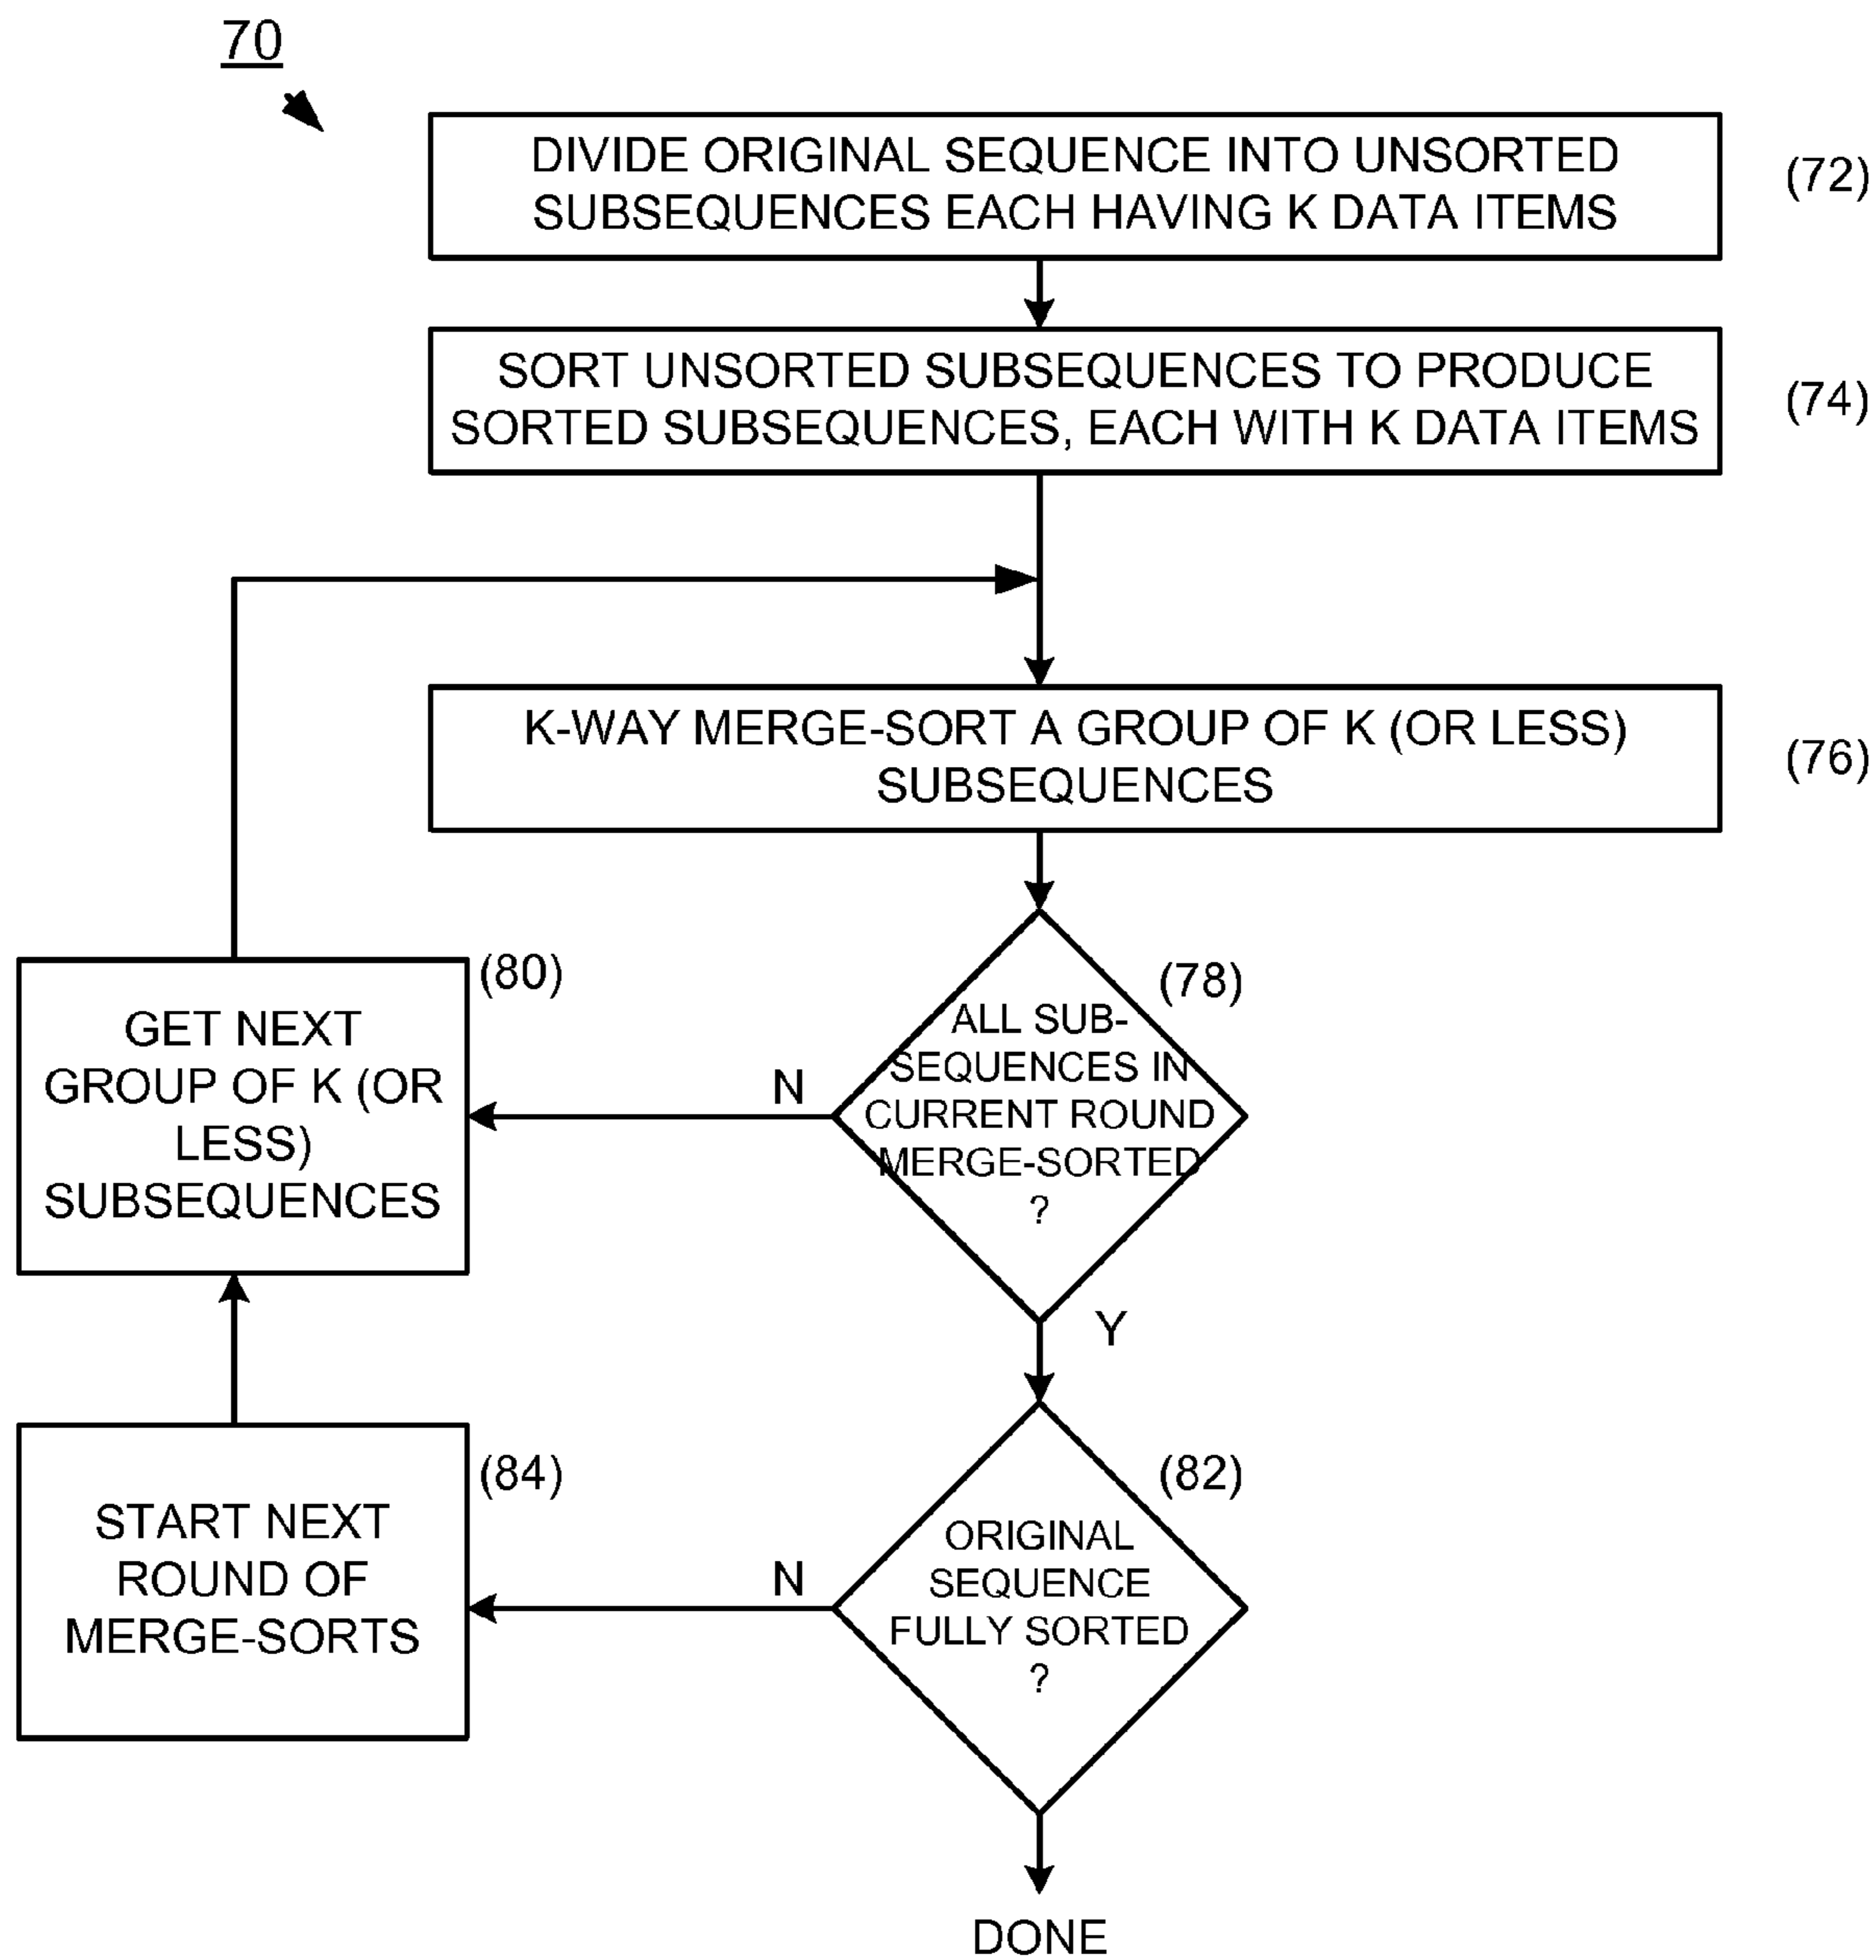 70
DIVIDE ORIGINAL SEQUENCE INTO UNSORTED
SUBSEQUENCES EACH HAVING K DATA ITEMS
(72)
SORT UNSORTED SUBSEQUENCES TO PRODUCE
SORTED SUBSEQUENCES, EACH WITH K DATA ITEMS
(74)
K-WAY MERGE-SORT A GROUP OF K (OR LESS)
SUBSEQUENCES
(76)
(80)
GET NEXT
GROUP OF K (OR
LESS)
SUBSEQUENCES
N
(78)
ALL SUB-
SEQUENCES IN
CURRENT ROUND
MERGE-SORTED
?
Y
(84)
START NEXT
ROUND OF
MERGE-SORTS
N
(82)
ORIGINAL
SEQUENCE
FULLY SORTED
?
DONE